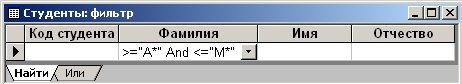 Студенты: фильтр
Код студента Фамилия Имя Отчество
>="А*" And <="М*"
Найти Или